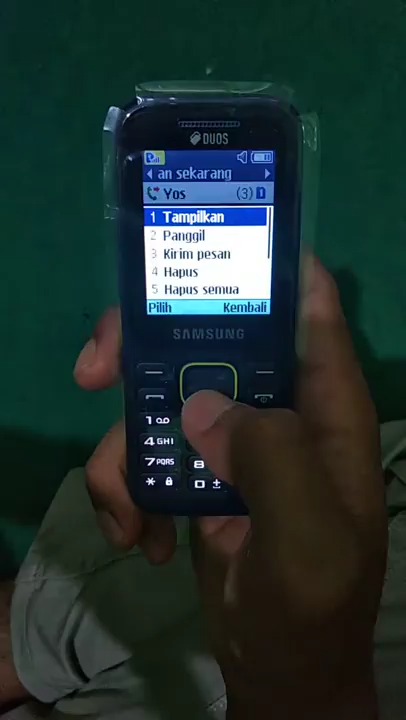 DUOS
an sekarang
Yos (3) 1
1 Tampilkan
2 Panggil
3 Kirim pesan
4 Hapus
5 Hapus semua
Pilih Kembali
SAMSUNG
1
4 GHI
7 PQRS
8
* 0 +